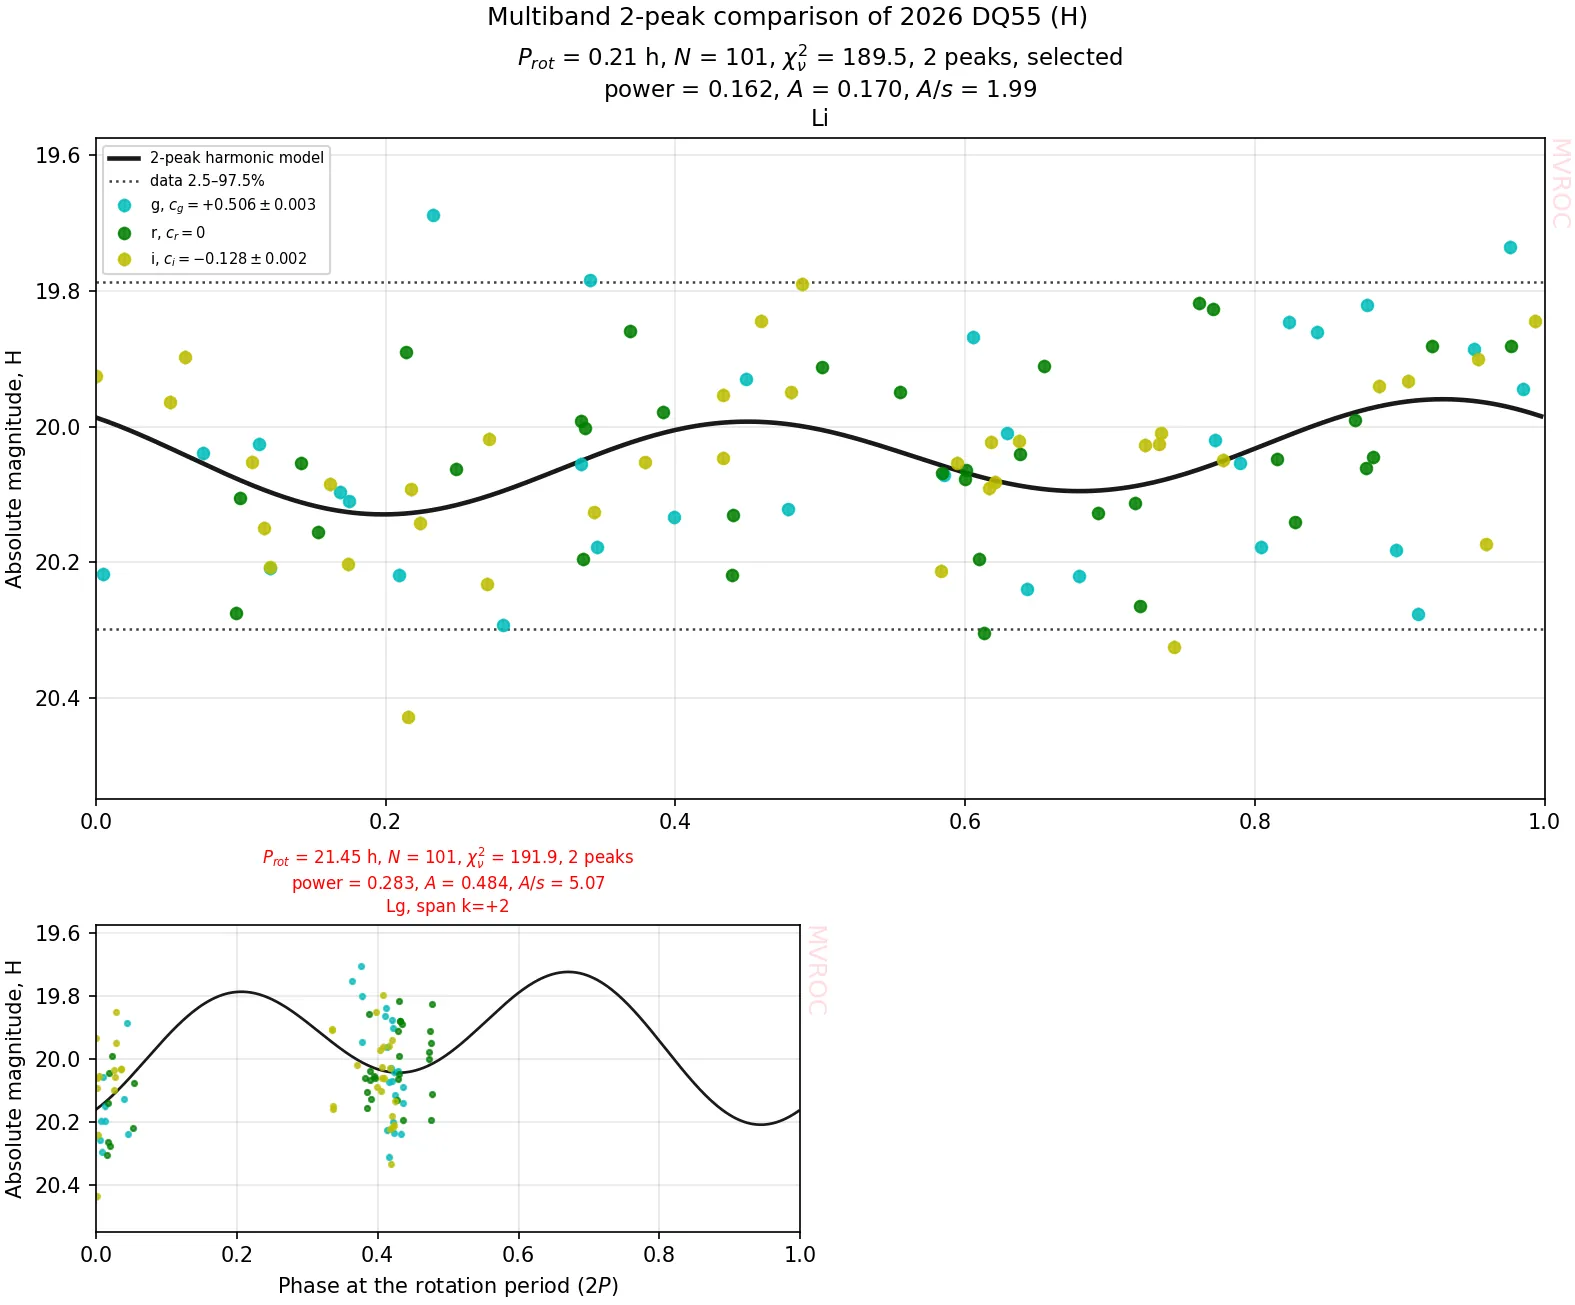 Multiband 2-peak comparison of 2026 DQ55 (H)
P_rot = 0.21 h, N = 101, χ²_ν = 189.5, 2 peaks, selected
power = 0.162, A = 0.170, A/s = 1.99
Li
2-peak harmonic model
data 2.5–97.5%
g, c_g = +0.506 ± 0.003
r, c_r = 0
i, c_i = −0.128 ± 0.002
MVROC
Absolute magnitude, H
19.6
19.8
20.0
20.2
20.4
0.0 0.2 0.4 0.6 0.8 1.0
P_rot = 21.45 h, N = 101, χ²_ν = 191.9, 2 peaks
power = 0.283, A = 0.484, A/s = 5.07
Lg, span k=+2
MVROC
Absolute magnitude, H
19.6
19.8
20.0
20.2
20.4
0.0 0.2 0.4 0.6 0.8 1.0
Phase at the rotation period (2P)